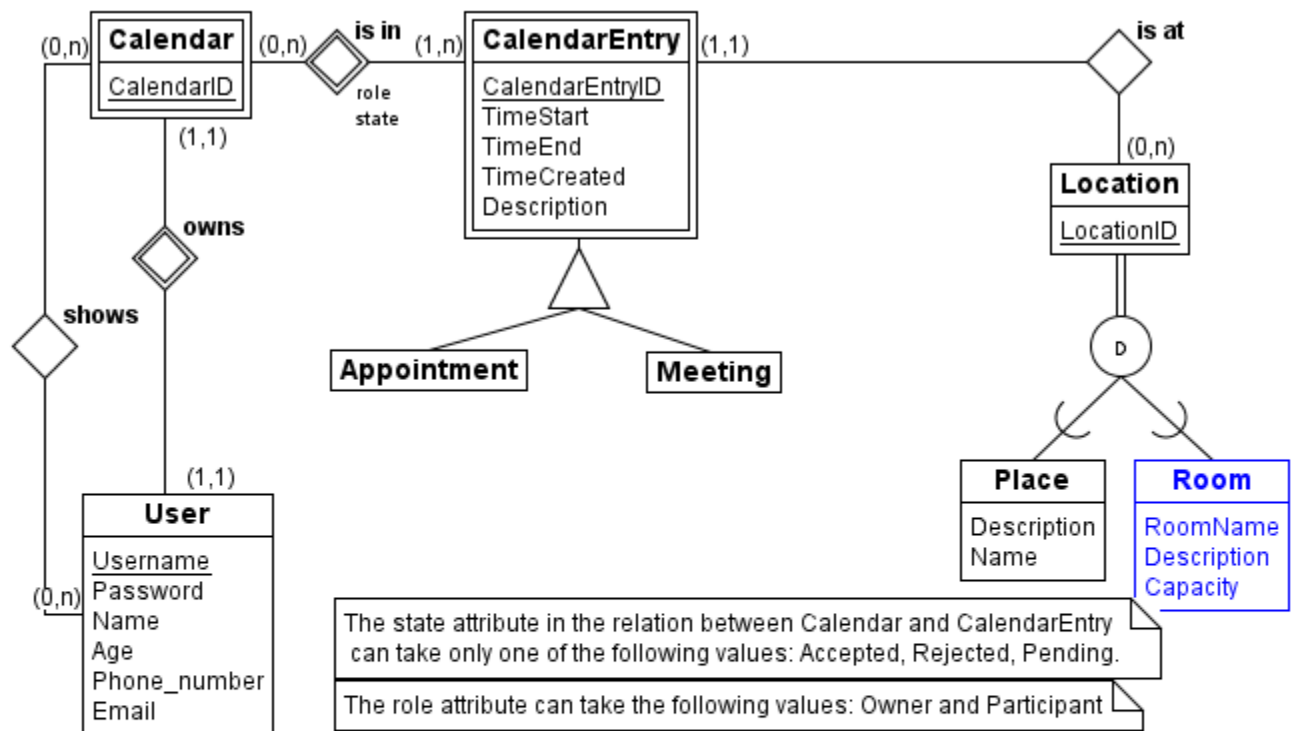 Calendar
CalendarID
(0,n)
(0,n)
is in
role
state
(1,n)
CalendarEntry
CalendarEntryID
TimeStart
TimeEnd
TimeCreated
Description
(1,1)
is at
(0,n)
Location
LocationID
(1,1)
owns
shows
Appointment
Meeting
D
(1,1)
User
Username
Password
Name
Age
Phone_number
Email
(0,n)
Place
Description
Name
Room
RoomName
Description
Capacity
The state attribute in the relation between Calendar and CalendarEntry
can take only one of the following values: Accepted, Rejected, Pending.
The role attribute can take the following values: Owner and Participant